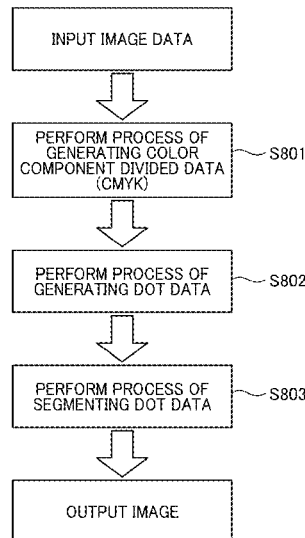 INPUT IMAGE DATA
PERFORM PROCESS OF
GENERATING COLOR
COMPONENT DIVIDED DATA
(CMYK)
S801
PERFORM PROCESS OF
GENERATING DOT DATA
S802
PERFORM PROCESS OF
SEGMENTING DOT DATA
S803
OUTPUT IMAGE